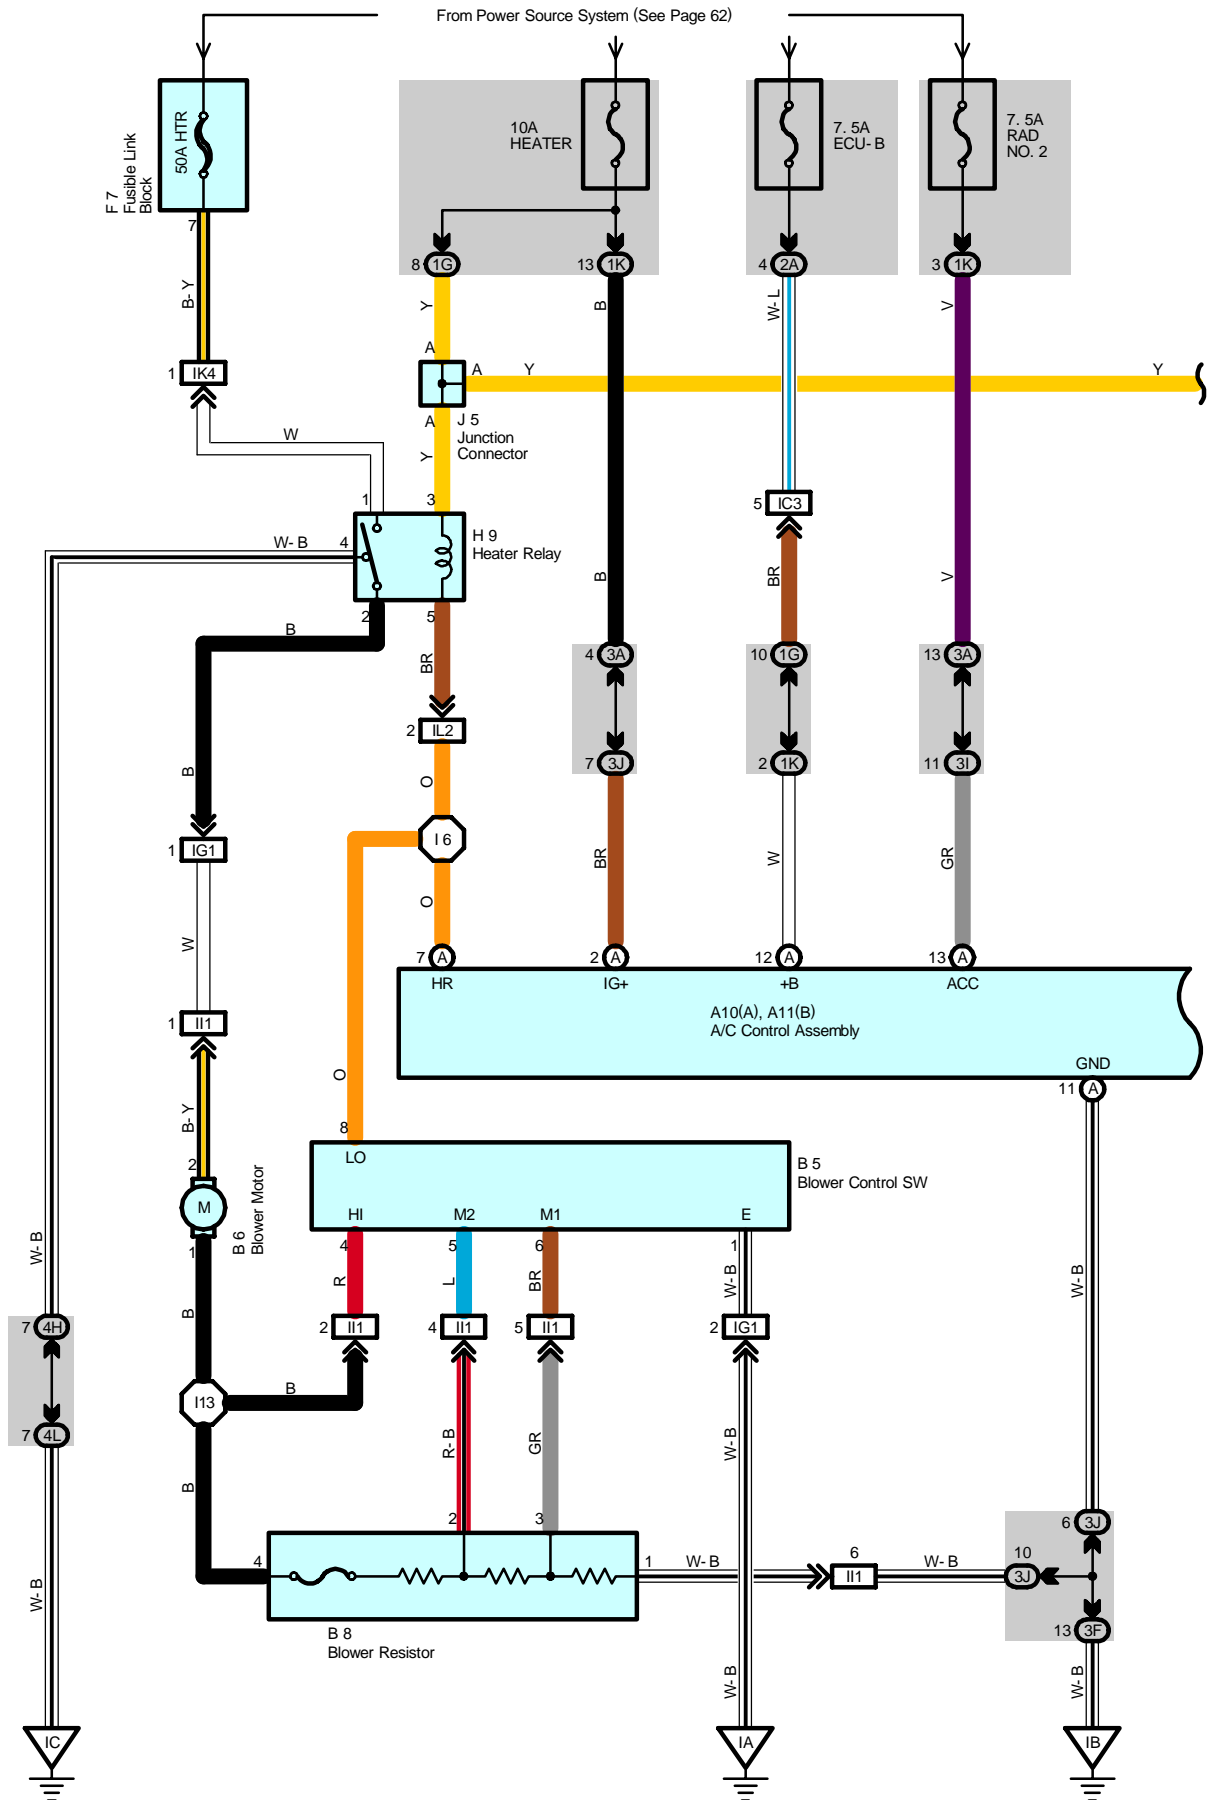 From Power Source System (See Page 62)
50A HTR
F 7
Fusible Link
Block
10A
HEATER
7. 5A
ECU- B
7. 5A
RAD
NO. 2
7
8 1G
13 1K
4 2A
3 1K
B- Y
Y
B
W- L
V
A
1 IK4
A
Y
Y
A
J 5
Junction
Connector
W
Y
1
3
5 IC3
H 9
Heater Relay
W- B
4
B
BR
V
2
5
B
BR
4 3A
10 1G
13 3A
2 IL2
B
O
7 3J
2 1K
11 3I
1 IG1
I 6
O
BR
W
GR
W
7 A
2 A
12 A
13 A
HR
IG+
+B
ACC
1 II1
A10(A), A11(B)
A/C Control Assembly
GND
11 A
O
B- Y
8
LO
2
B 5
Blower Control SW
M
B 6
Blower Motor
HI
M2
M1
E
1
4
5
6
1
W- B
B
R
L
BR
W- B
W- B
7 4H
2 II1
4 II1
5 II1
2 IG1
I13
B
7 4L
B
R- B
GR
W- B
2
3
6 3J
4
1
W- B
6
II1
W- B
10
3J
W- B
13 3F
B 8
Blower Resistor
W- B
W- B
IC
IA
IB